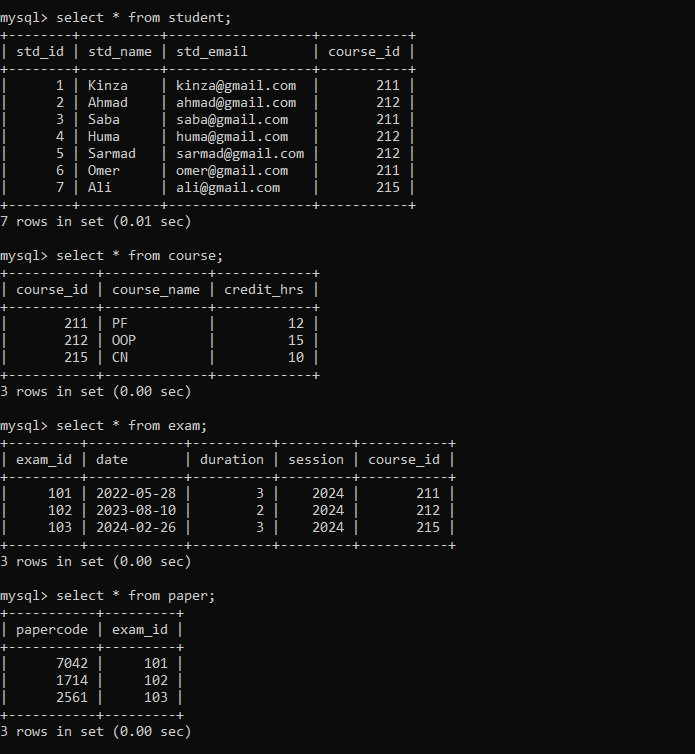 mysql> select * from student;
+--------+----------+------------------+-----------+
| std_id | std_name | std_email        | course_id |
+--------+----------+------------------+-----------+
|      1 | Kinza    | kinza@gmail.com  |       211 |
|      2 | Ahmad    | ahmad@gmail.com  |       212 |
|      3 | Saba     | saba@gmail.com   |       211 |
|      4 | Huma     | huma@gmail.com   |       212 |
|      5 | Sarmad   | sarmad@gmail.com |       212 |
|      6 | Omer     | omer@gmail.com   |       211 |
|      7 | Ali      | ali@gmail.com    |       215 |
+--------+----------+------------------+-----------+
7 rows in set (0.01 sec)

mysql> select * from course;
+-----------+-------------+------------+
| course_id | course_name | credit_hrs |
+-----------+-------------+------------+
|       211 | PF          |         12 |
|       212 | OOP         |         15 |
|       215 | CN          |         10 |
+-----------+-------------+------------+
3 rows in set (0.00 sec)

mysql> select * from exam;
+---------+------------+----------+---------+-----------+
| exam_id | date       | duration | session | course_id |
+---------+------------+----------+---------+-----------+
|     101 | 2022-05-28 |        3 |    2024 |       211 |
|     102 | 2023-08-10 |        2 |    2024 |       212 |
|     103 | 2024-02-26 |        3 |    2024 |       215 |
+---------+------------+----------+---------+-----------+
3 rows in set (0.00 sec)

mysql> select * from paper;
+-----------+---------+
| papercode | exam_id |
+-----------+---------+
|      7042 |     101 |
|      1714 |     102 |
|      2561 |     103 |
+-----------+---------+
3 rows in set (0.00 sec)